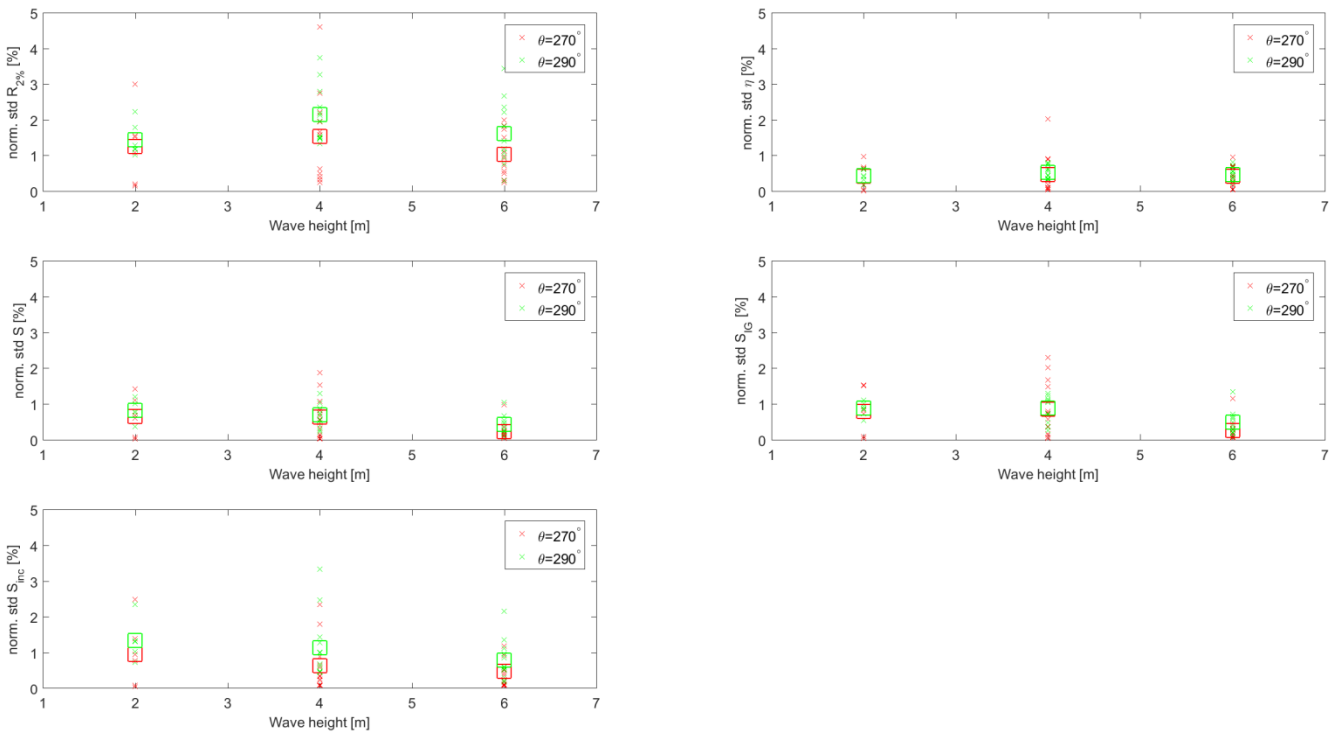 norm. std R2% [%]
5
4
3
2
1
0
1 2 3 4 5 6 7
Wave height [m]
θ=270°
θ=290°
norm. std η [%]
5
4
3
2
1
0
1 2 3 4 5 6 7
Wave height [m]
θ=270°
θ=290°
norm. std S [%]
5
4
3
2
1
0
1 2 3 4 5 6 7
Wave height [m]
θ=270°
θ=290°
norm. std SIG [%]
5
4
3
2
1
0
1 2 3 4 5 6 7
Wave height [m]
θ=270°
θ=290°
norm. std Sinc [%]
5
4
3
2
1
0
1 2 3 4 5 6 7
Wave height [m]
θ=270°
θ=290°